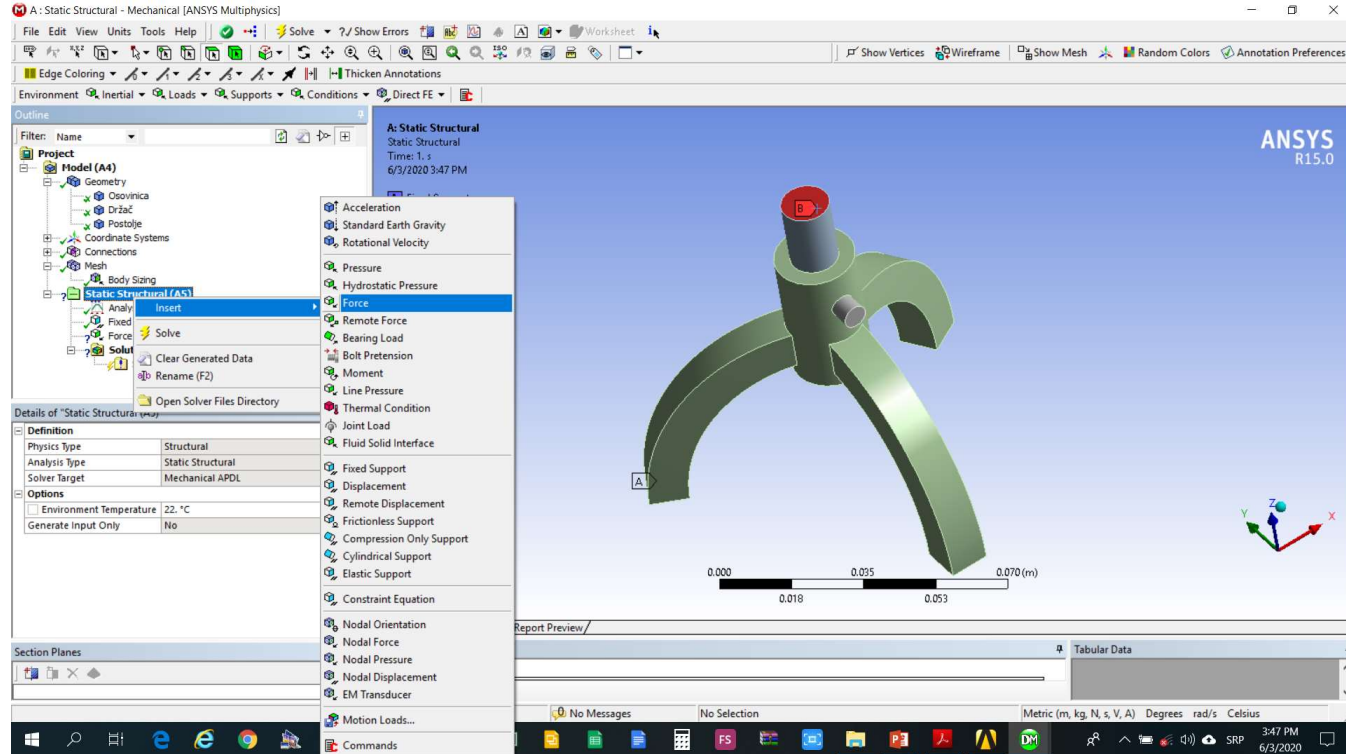 A : Static Structural - Mechanical [ANSYS Multiphysics]
File Edit View Units Tools Help Solve ?/ Show Errors Worksheet
Show Vertices Wireframe Show Mesh Random Colors Annotation Preferences
Edge Coloring Thicken Annotations
Environment Inertial Loads Supports Conditions Direct FE
Outline
Filter: Name
Project
Model (A4)
Geometry
Osovinica
Držač
Postolje
Coordinate Systems
Connections
Mesh
Body Sizing
Static Structural (A5)
Analy
Fixed
Force
Solut
Insert
Solve
Clear Generated Data
Rename (F2)
Open Solver Files Directory
Acceleration
Standard Earth Gravity
Rotational Velocity
Pressure
Hydrostatic Pressure
Force
Remote Force
Bearing Load
Bolt Pretension
Moment
Line Pressure
Thermal Condition
Joint Load
Fluid Solid Interface
Fixed Support
Displacement
Remote Displacement
Frictionless Support
Compression Only Support
Cylindrical Support
Elastic Support
Constraint Equation
Nodal Orientation
Nodal Force
Nodal Pressure
Nodal Displacement
EM Transducer
Motion Loads...
Commands
Details of "Static Structural (A5)"
Definition
Physics Type Structural
Analysis Type Static Structural
Solver Target Mechanical APDL
Options
Environment Temperature 22. °C
Generate Input Only No
Section Planes
A: Static Structural
Static Structural
Time: 1. s
6/3/2020 3:47 PM
ANSYS
R15.0
B
A
Z
Y
X
0.000 0.035 0.070 (m)
0.018 0.053
Report Preview
Tabular Data
No Messages No Selection Metric (m, kg, N, s, V, A) Degrees rad/s Celsius
FS
DM
SRP
3:47 PM
6/3/2020